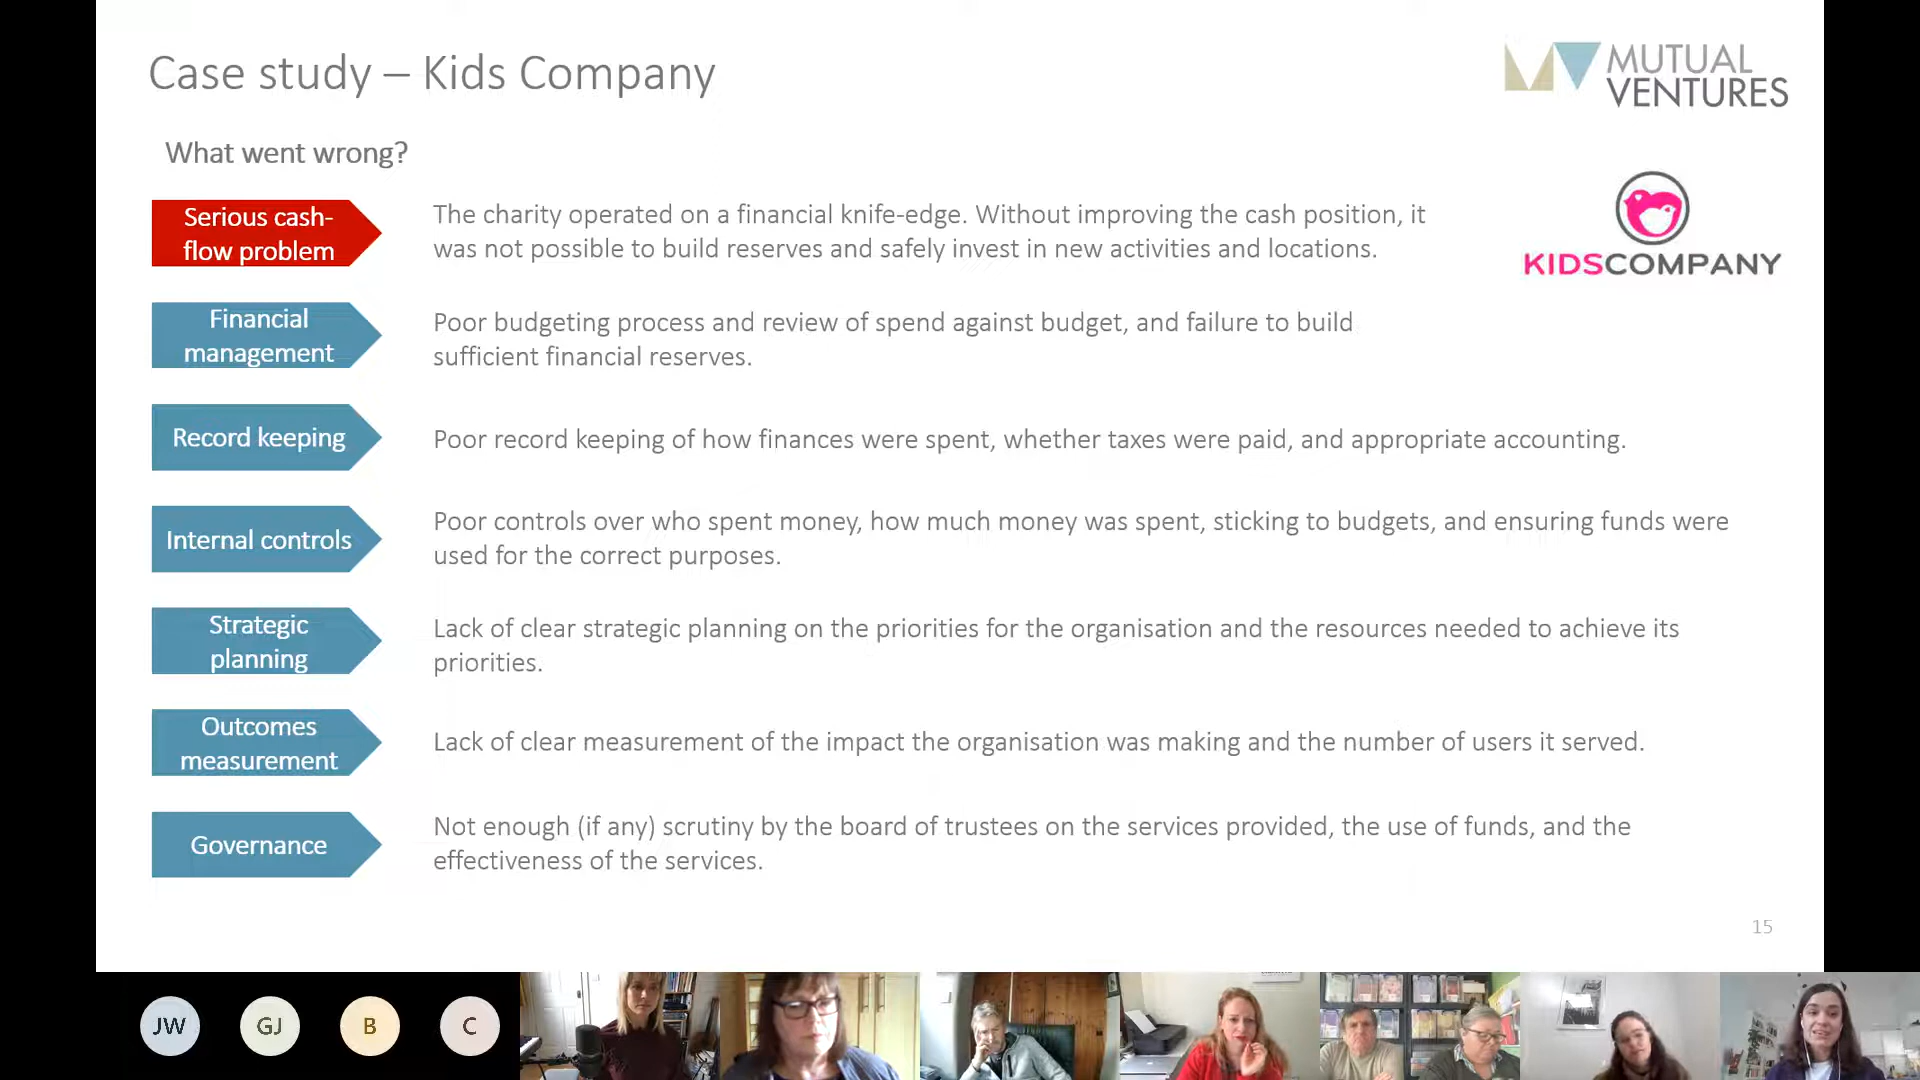 Case study – Kids Company
MUTUAL
VENTURES
What went wrong?
KIDSCOMPANY
Serious cash-
flow problem
The charity operated on a financial knife-edge. Without improving the cash position, it
was not possible to build reserves and safely invest in new activities and locations.
Financial
management
Poor budgeting process and review of spend against budget, and failure to build
sufficient financial reserves.
Record keeping
Poor record keeping of how finances were spent, whether taxes were paid, and appropriate accounting.
Internal controls
Poor controls over who spent money, how much money was spent, sticking to budgets, and ensuring funds were
used for the correct purposes.
Strategic
planning
Lack of clear strategic planning on the priorities for the organisation and the resources needed to achieve its
priorities.
Outcomes
measurement
Lack of clear measurement of the impact the organisation was making and the number of users it served.
Governance
Not enough (if any) scrutiny by the board of trustees on the services provided, the use of funds, and the
effectiveness of the services.
15
JW
GJ
B
C